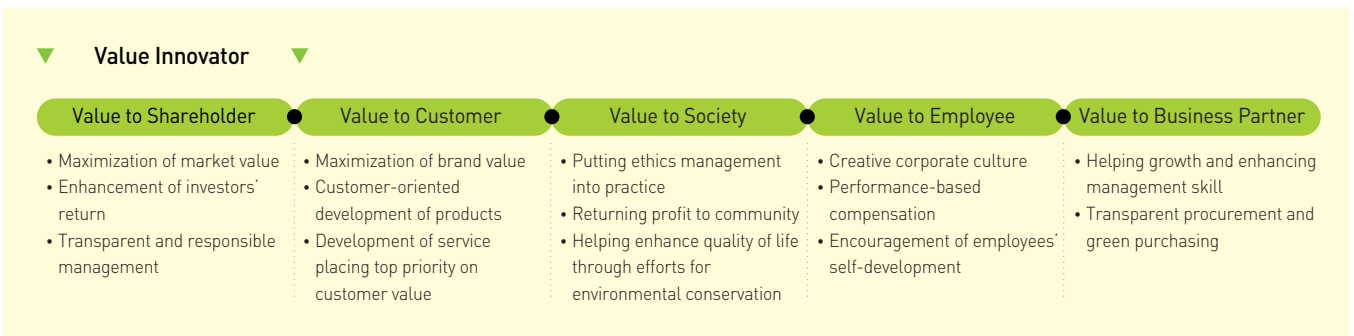 Value Innovator
Value to Shareholder
• Maximization of market value
• Enhancement of investors'
return
• Transparent and responsible
management
Value to Customer
• Maximization of brand value
• Customer-oriented
development of products
• Development of service
placing top priority on
customer value
Value to Society
• Putting ethics management
into practice
• Returning profit to community
• Helping enhance quality of life
through efforts for
environmental conservation
Value to Employee
• Creative corporate culture
• Performance-based
compensation
• Encouragement of employees'
self-development
Value to Business Partner
• Helping growth and enhancing
management skill
• Transparent procurement and
green purchasing